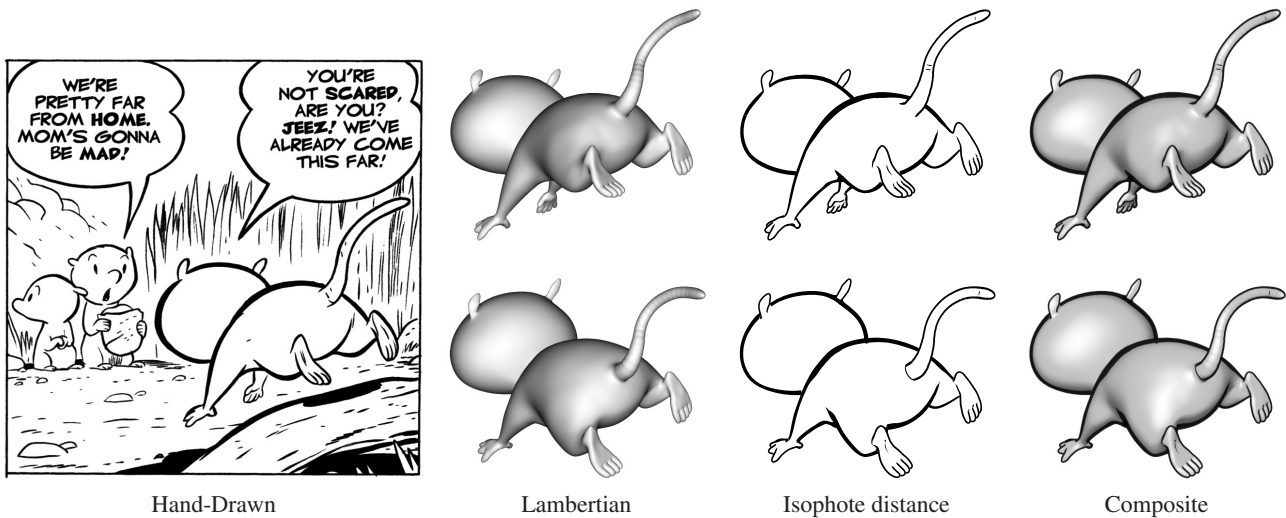 WE'RE
PRETTY FAR
FROM HOME.
MOM'S GONNA
BE MAD!
YOU'RE
NOT SCARED,
ARE YOU?
JEEZ! WE'VE
ALREADY COME
THIS FAR!
Hand-Drawn
Lambertian
Isophote distance
Composite